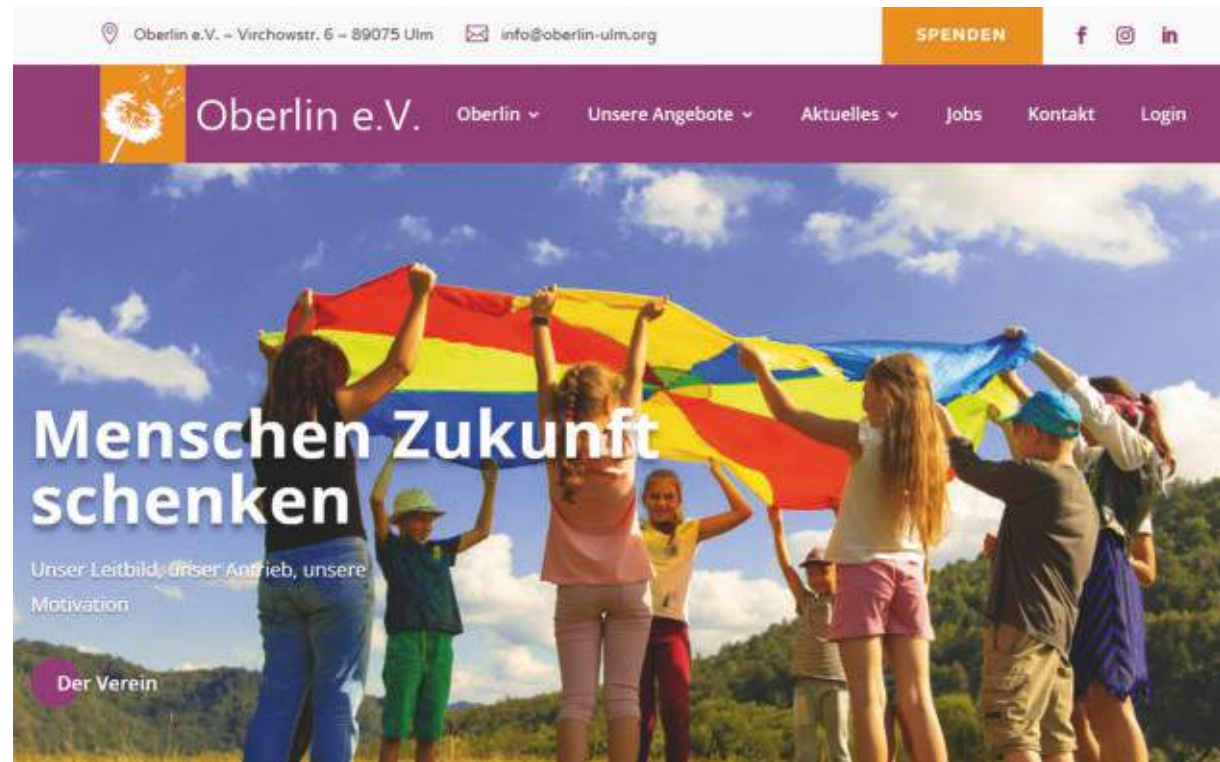 Oberlin e.V. – Virchowstr. 6 – 89075 Ulm info@oberlin-ulm.org SPENDEN
Oberlin e.V. Oberlin Unsere Angebote Aktuelles Jobs Kontakt Login
Menschen Zukunft
schenken
Unser Leitbild, unser Antrieb, unsere
Motivation
Der Verein